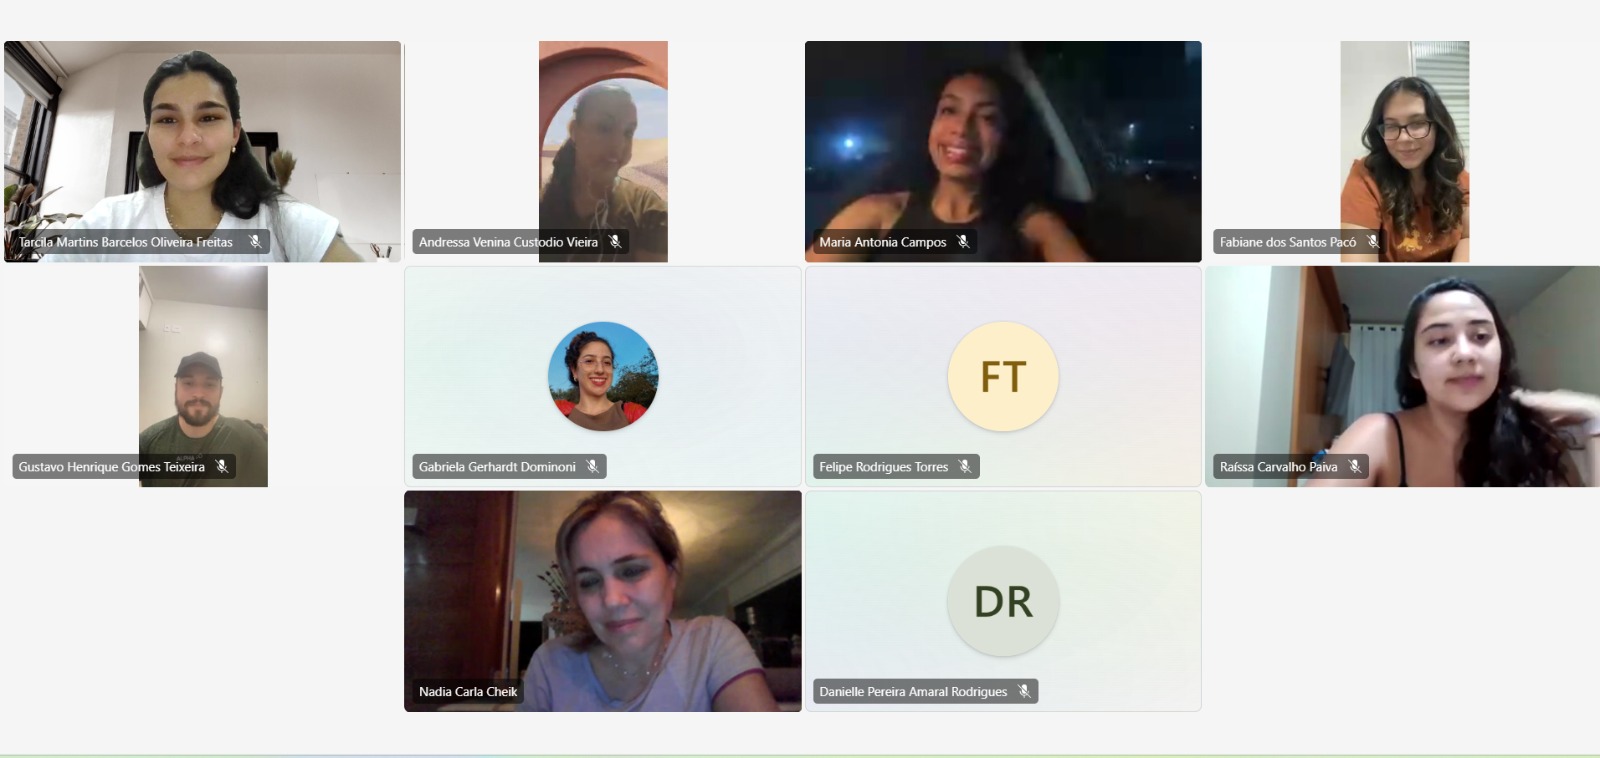 Tarcila Martins Barcelos Oliveira Freitas
Andressa Venina Custodio Vieira
Maria Antonia Campos
Fabiane dos Santos Pacó
ALPHA
Gustavo Henrique Gomes Teixeira
Gabriela Gerhardt Dominoni
FT
Felipe Rodrigues Torres
Raíssa Carvalho Paiva
Nadia Carla Cheik
DR
Danielle Pereira Amaral Rodrigues